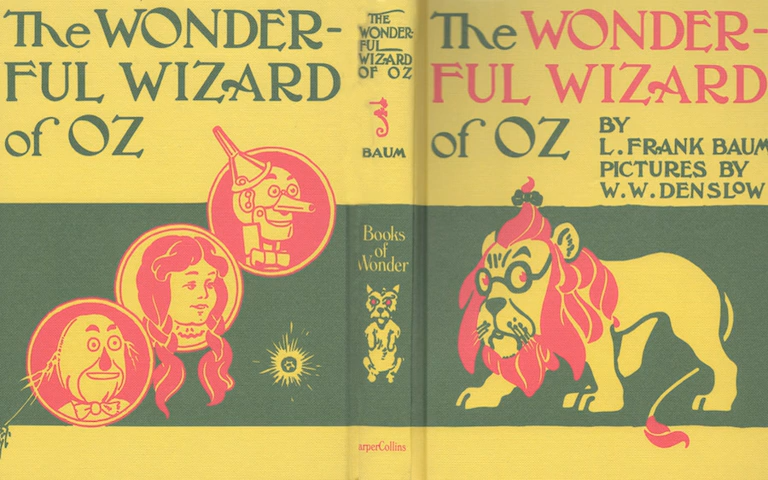 The WONDER-
FUL WIZARD
of OZ
THE
WONDER-
FUL
WIZARD
OF OZ
BAUM
Books
of
Wonder
arperCollins
The WONDER-
FUL WIZARD
of OZ
BY
L. FRANK BAUM
PICTURES BY
W. W. DENSLOW